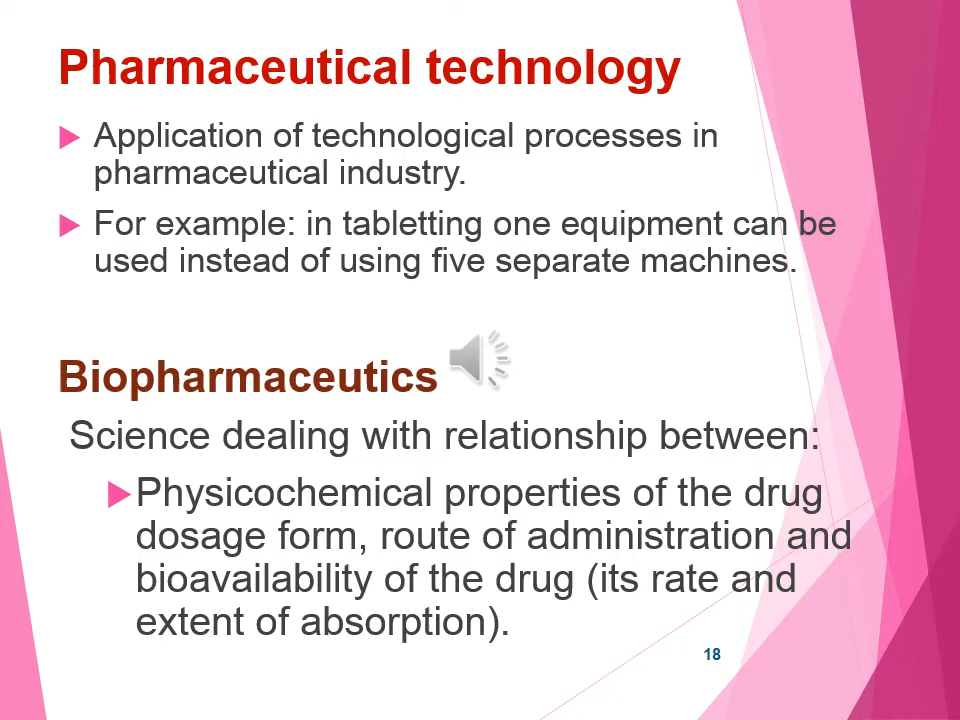 Pharmaceutical technology
Application of technological processes in
pharmaceutical industry.
For example: in tabletting one equipment can be
used instead of using five separate machines.
Biopharmaceutics
Science dealing with relationship between:
Physicochemical properties of the drug
dosage form, route of administration and
bioavailability of the drug (its rate and
extent of absorption).
18